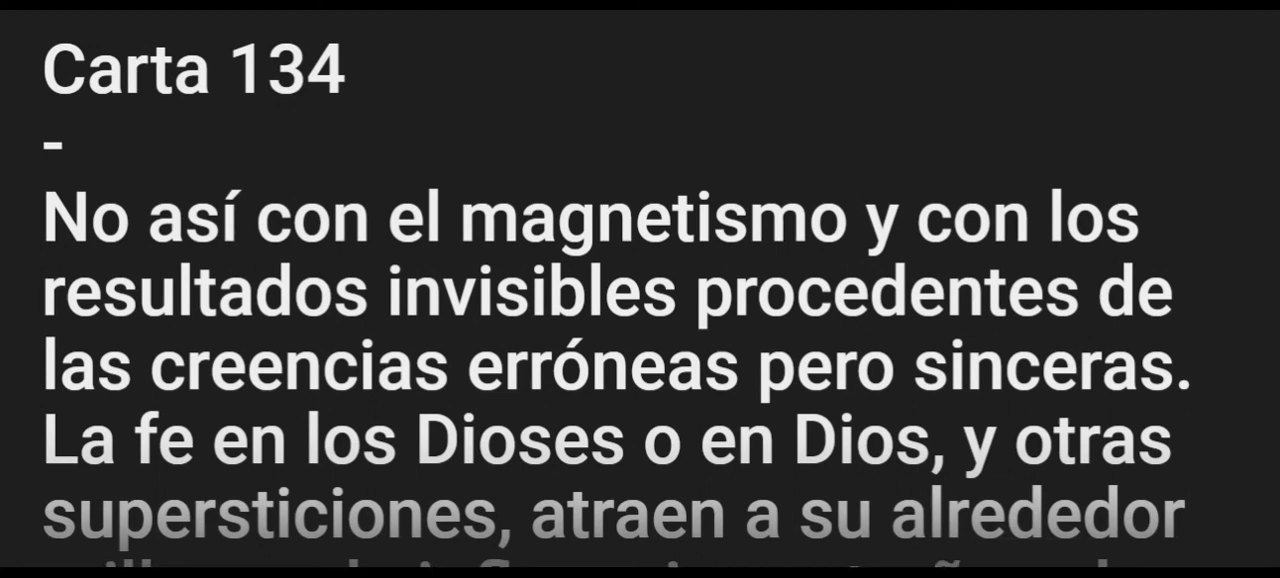 Carta 134
-
No así con el magnetismo y con los
resultados invisibles procedentes de
las creencias erróneas pero sinceras.
La fe en los Dioses o en Dios, y otras
supersticiones, atraen a su alrededor